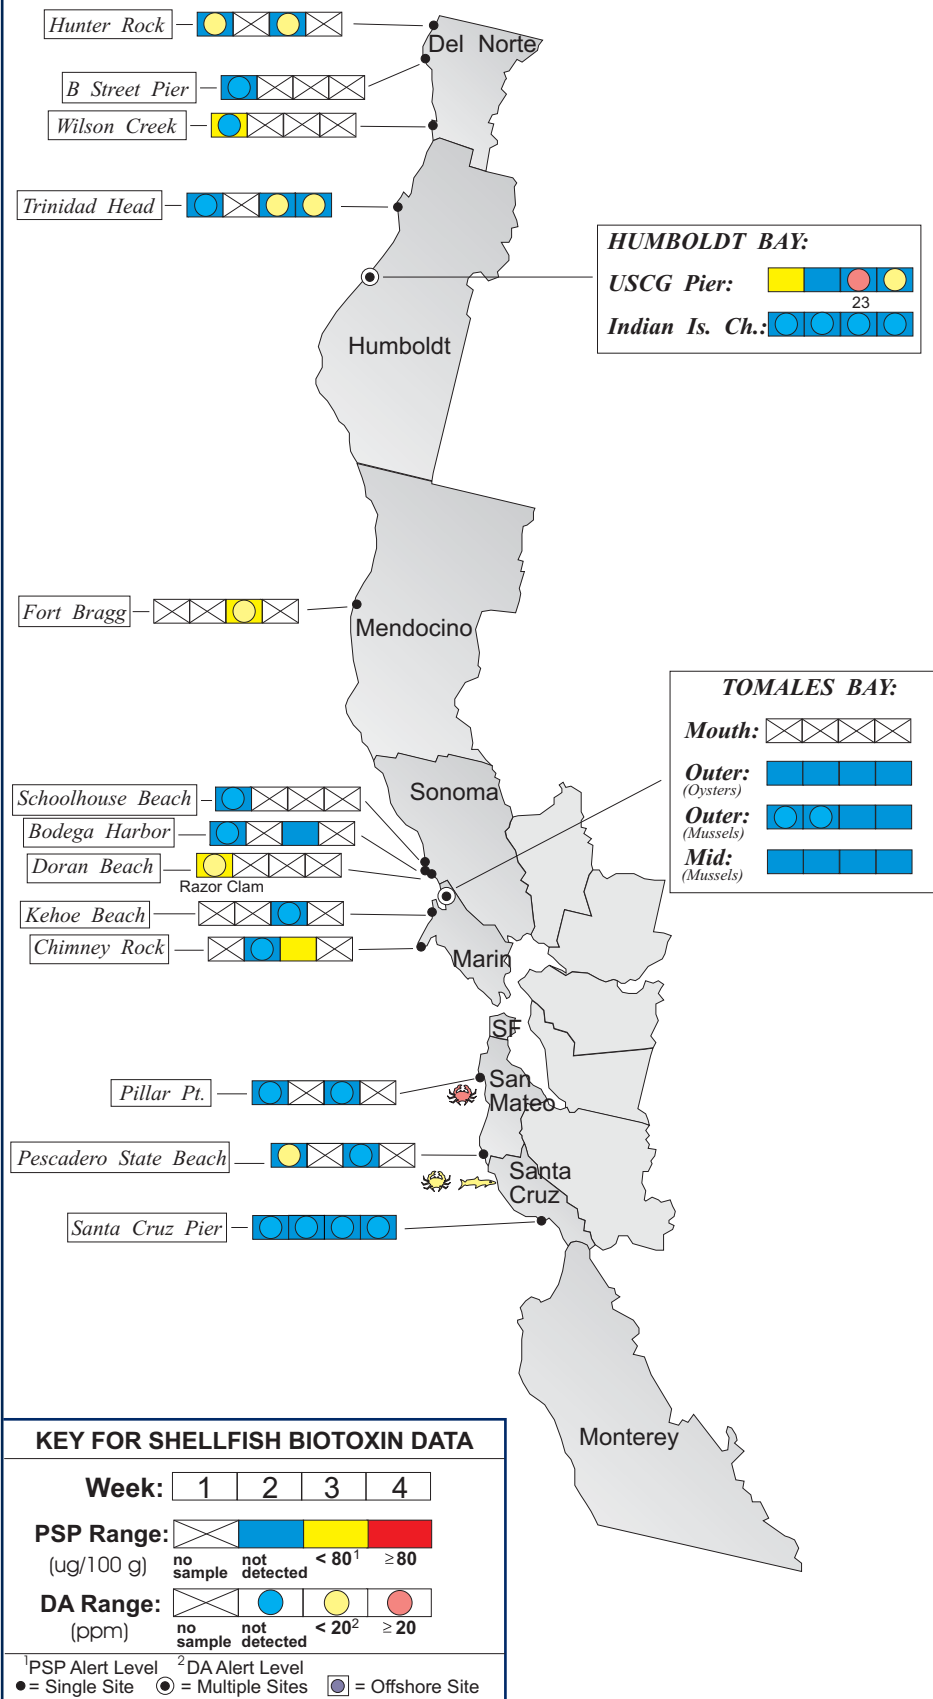 Hunter Rock
Del Norte
B Street Pier
Wilson Creek
Trinidad Head
HUMBOLDT BAY:
USCG Pier:
23
Indian Is. Ch.:
Humboldt
Fort Bragg
Mendocino
TOMALES BAY:
Mouth:
Outer:
(Oysters)
Outer:
(Mussels)
Mid:
(Mussels)
Schoolhouse Beach
Sonoma
Bodega Harbor
Doran Beach
Razor Clam
Kehoe Beach
Chimney Rock
Marin
SF
Pillar Pt.
San
Mateo
Pescadero State Beach
Santa
Cruz
Santa Cruz Pier
Monterey
KEY FOR SHELLFISH BIOTOXIN DATA
Week: 1 2 3 4
PSP Range:
(ug/100 g)
no sample
not detected
< 80¹
≥80
DA Range:
(ppm)
no sample
not detected
< 20²
≥ 20
¹PSP Alert Level ²DA Alert Level
= Single Site = Multiple Sites = Offshore Site